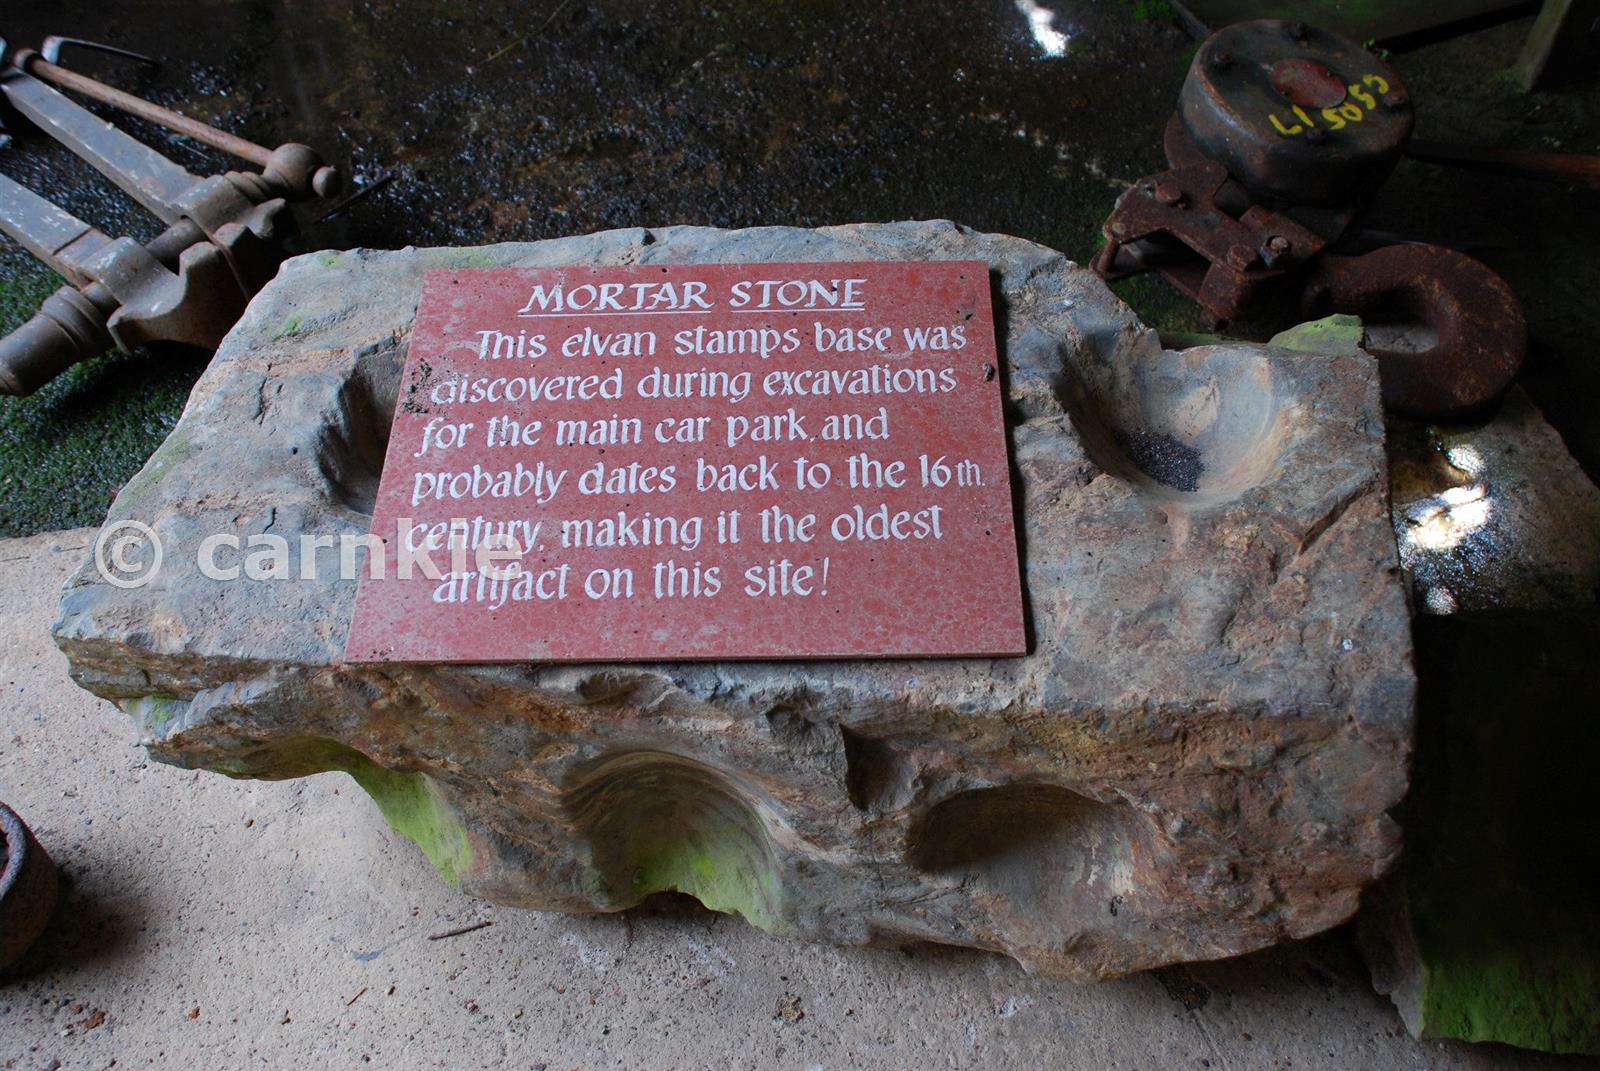 LI 5055
MORTAR STONE
This elvan stamps base was
discovered during excavations
for the main car park, and
probably dates back to the 16th.
century, making it the oldest
artifact on this site!
© carnkie